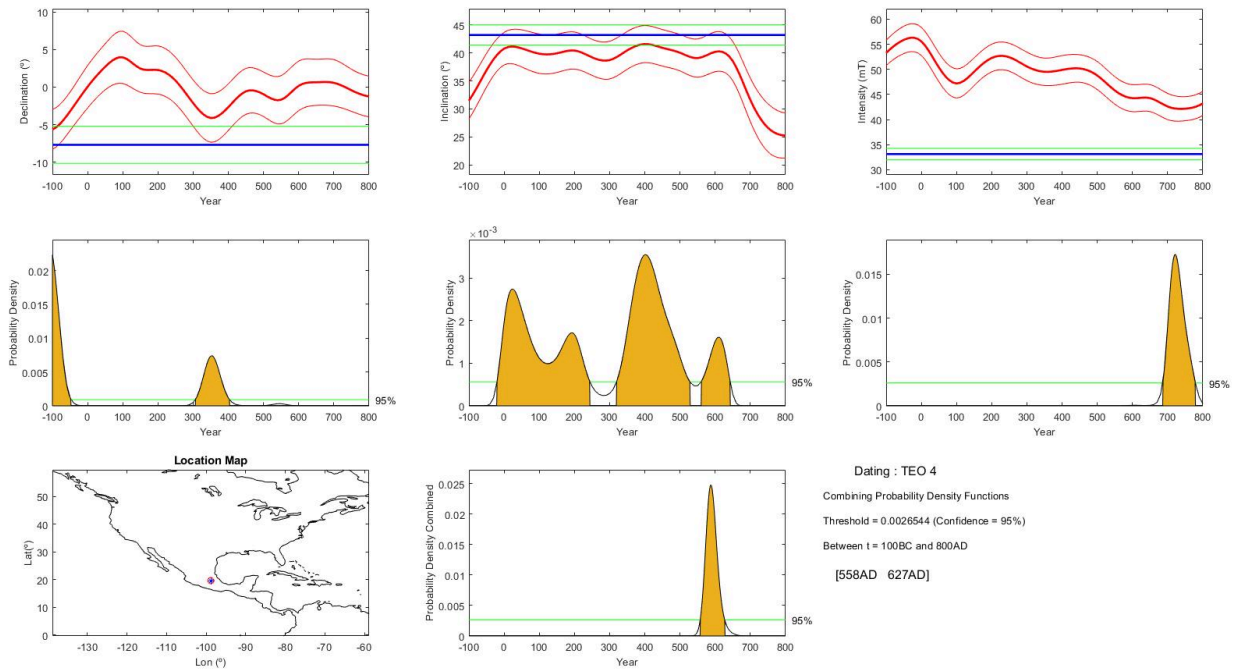 10
5
0
-5
-10
Declination (º)
-100 0 100 200 300 400 500 600 700 800
Year
45
40
35
30
25
20
Inclination (º)
-100 0 100 200 300 400 500 600 700 800
Year
60
55
50
45
40
35
30
Intensity (mT)
-100 0 100 200 300 400 500 600 700 800
Year
0.02
0.015
0.01
0.005
0
Probability Density
95%
-100 0 100 200 300 400 500 600 700 800
Year
×10⁻³
3
2
1
0
Probability Density
95%
-100 0 100 200 300 400 500 600 700 800
Year
0.015
0.01
0.005
0
Probability Density
95%
-100 0 100 200 300 400 500 600 700 800
Year
Location Map
50
40
30
20
10
0
Lat(º)
-130 -120 -110 -100 -90 -80 -70 -60
Lon (º)
0.025
0.02
0.015
0.01
0.005
0
Probability Density Combined
95%
-100 0 100 200 300 400 500 600 700 800
Year
Dating : TEO 4
Combining Probability Density Functions
Threshold = 0.0026544 (Confidence = 95%)
Between t = 100BC and 800AD
[558AD 627AD]